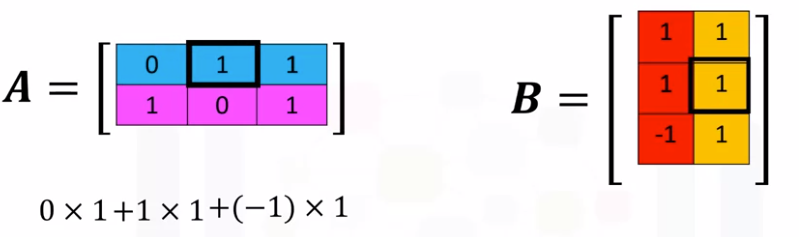 A = [ 0 1 1
1 0 1 ]
B = [ 1 1
1 1
-1 1 ]
0 × 1+1 × 1+(−1) × 1